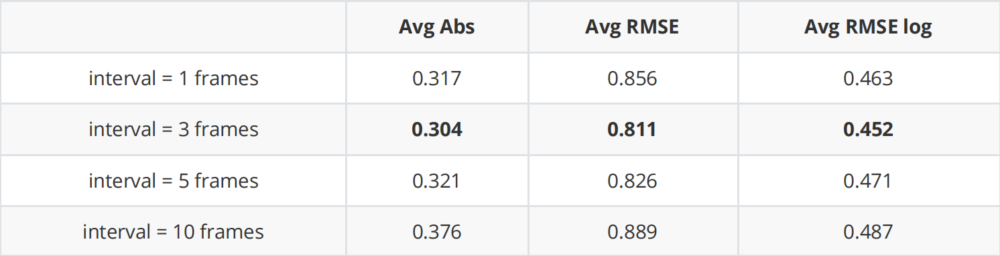 Avg Abs Avg RMSE Avg RMSE log
interval = 1 frames 0.317 0.856 0.463
interval = 3 frames 0.304 0.811 0.452
interval = 5 frames 0.321 0.826 0.471
interval = 10 frames 0.376 0.889 0.487